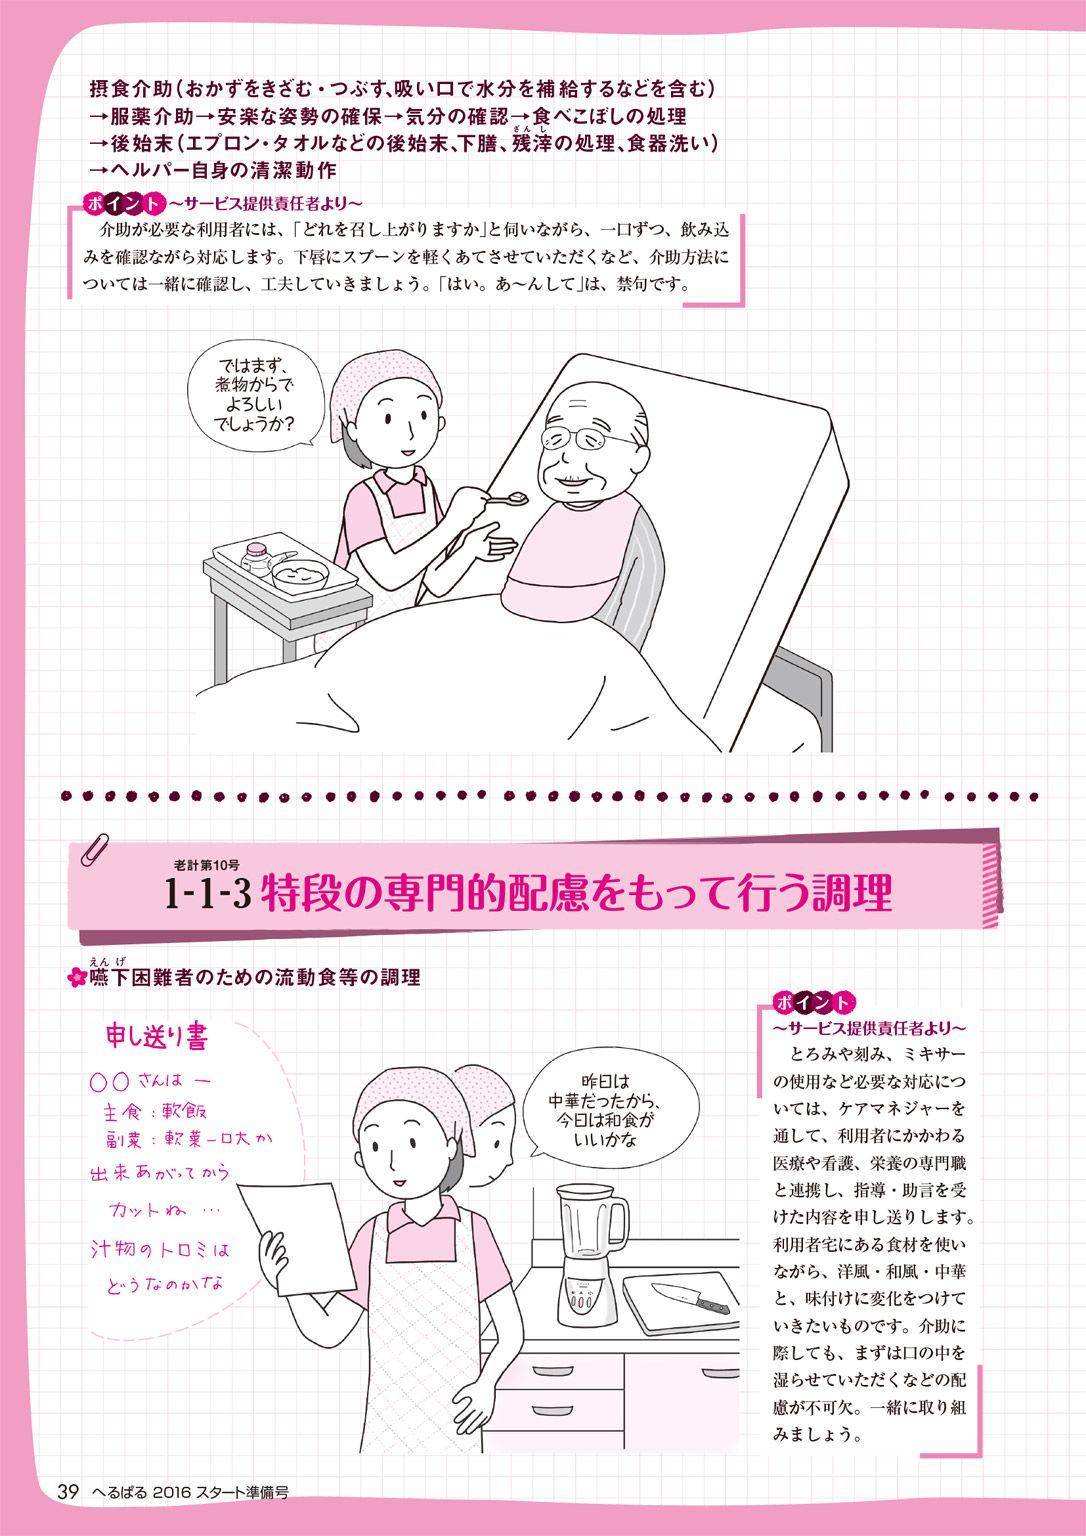 摂食介助(おかずをきざむ・つぶす、吸い口で水分を補給するなどを含む)
→服薬介助→安楽な姿勢の確保→気分の確認→食べこぼしの処理
ざんし
→後始末(エプロン・タオルなどの後始末、下膳、残滓の処理、食器洗い)
→ヘルパー自身の清潔動作
ポイント 〜サービス提供責任者より〜
介助が必要な利用者には、「どれを召し上がりますか」と伺いながら、一口ずつ、飲み込
みを確認ながら対応します。下唇にスプーンを軽くあてさせていただくなど、介助方法に
ついては一緒に確認し、工夫していきましょう。「はい。あ〜んして」は、禁句です。
ではまず、
煮物からで
よろしい
でしょうか?
老計第10号
1-1-3 特段の専門的配慮をもって行う調理
えんげ
嚥下困難者のための流動食等の調理
申し送り書
○○さんは ー
主食：軟飯
副菜：軟菜一口大か
出来あがってから
カットね …
汁物のトロミは
どうなのかな
昨日は
中華だったから、
今日は和食が
いいかな
ポイント
〜サービス提供責任者より〜
とろみや刻み、ミキサー
の使用など必要な対応につ
いては、ケアマネジャーを
通して、利用者にかかわる
医療や看護、栄養の専門職
と連携し、指導・助言を受
けた内容を申し送りします。
利用者宅にある食材を使い
ながら、洋風・和風・中華
と、味付けに変化をつけて
いきたいものです。介助に
際しても、まずは口の中を
湿らせていただくなどの配
慮が不可欠。一緒に取り組
みましょう。
39 へるぱる 2016 スタート準備号